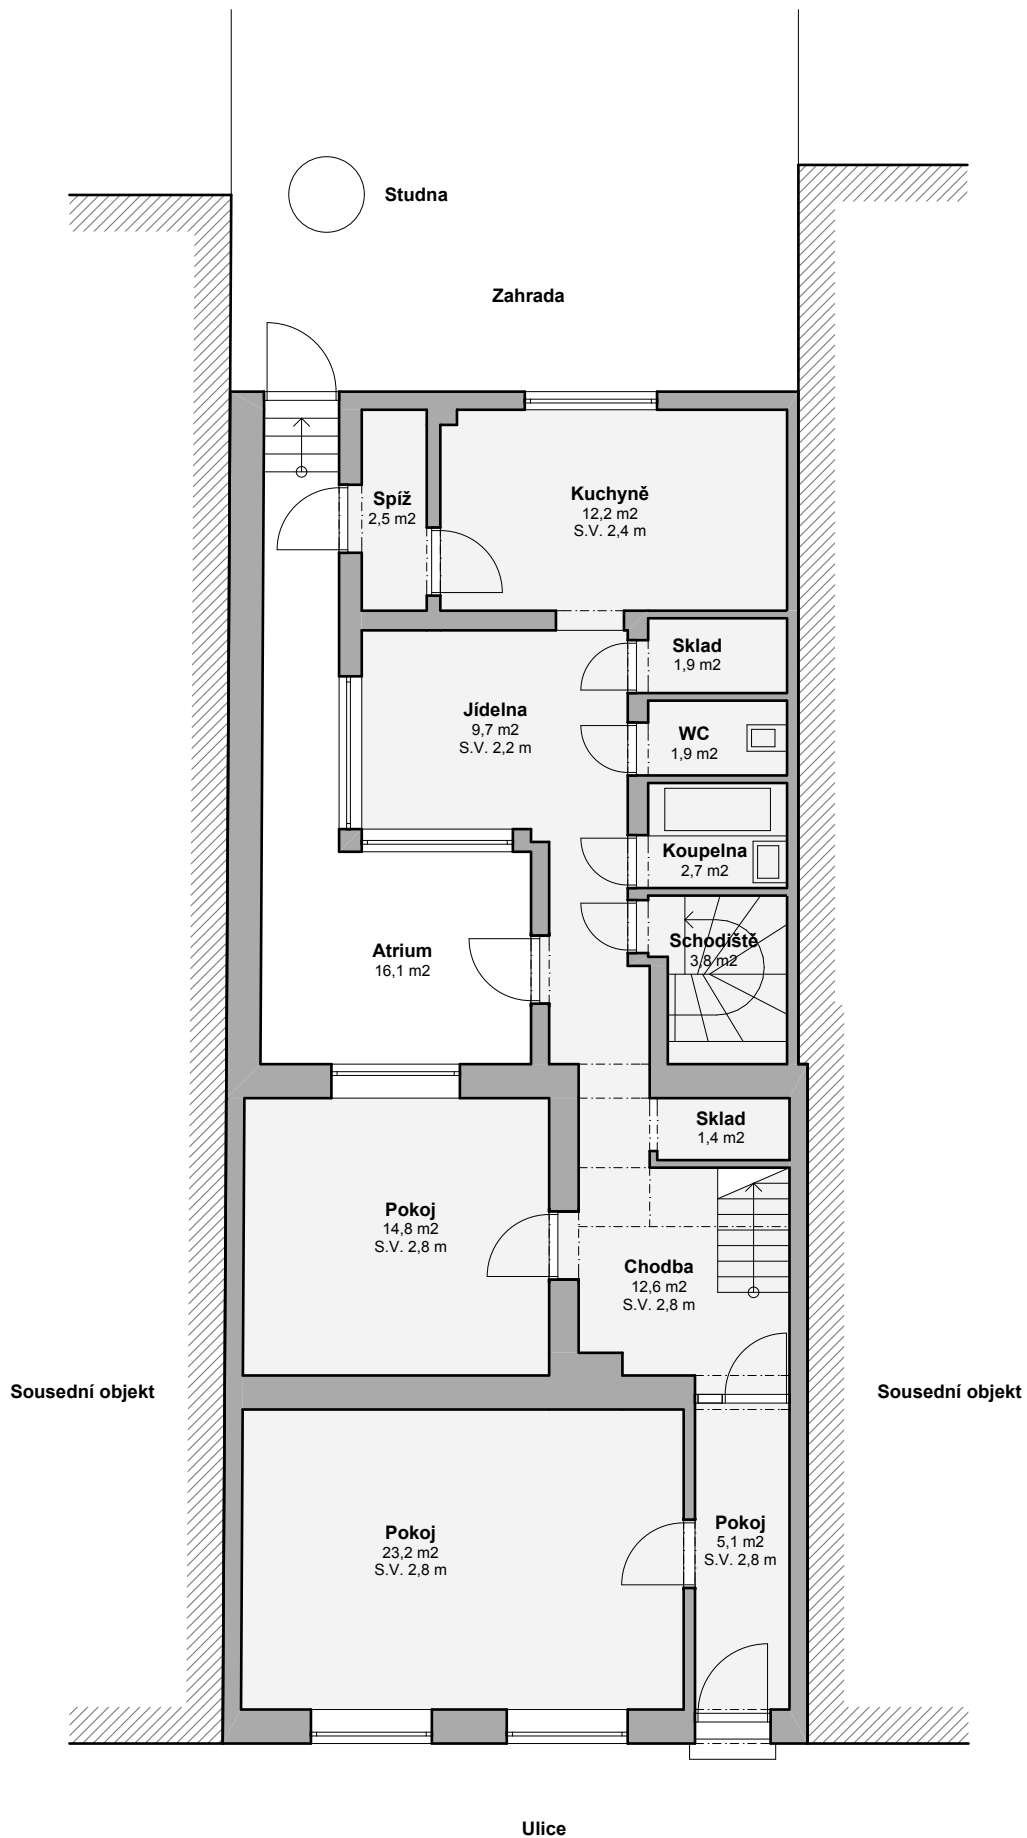 Studna
Zahrada
Spíž
2,5 m2
Kuchyně
12,2 m2
S.V. 2,4 m
Sklad
1,9 m2
Jídelna
9,7 m2
S.V. 2,2 m
WC
1,9 m2
Koupelna
2,7 m2
Schodiště
3,8 m2
Atrium
16,1 m2
Sklad
1,4 m2
Pokoj
14,8 m2
S.V. 2,8 m
Chodba
12,6 m2
S.V. 2,8 m
Sousední objekt
Sousední objekt
Pokoj
23,2 m2
S.V. 2,8 m
Pokoj
5,1 m2
S.V. 2,8 m
Ulice